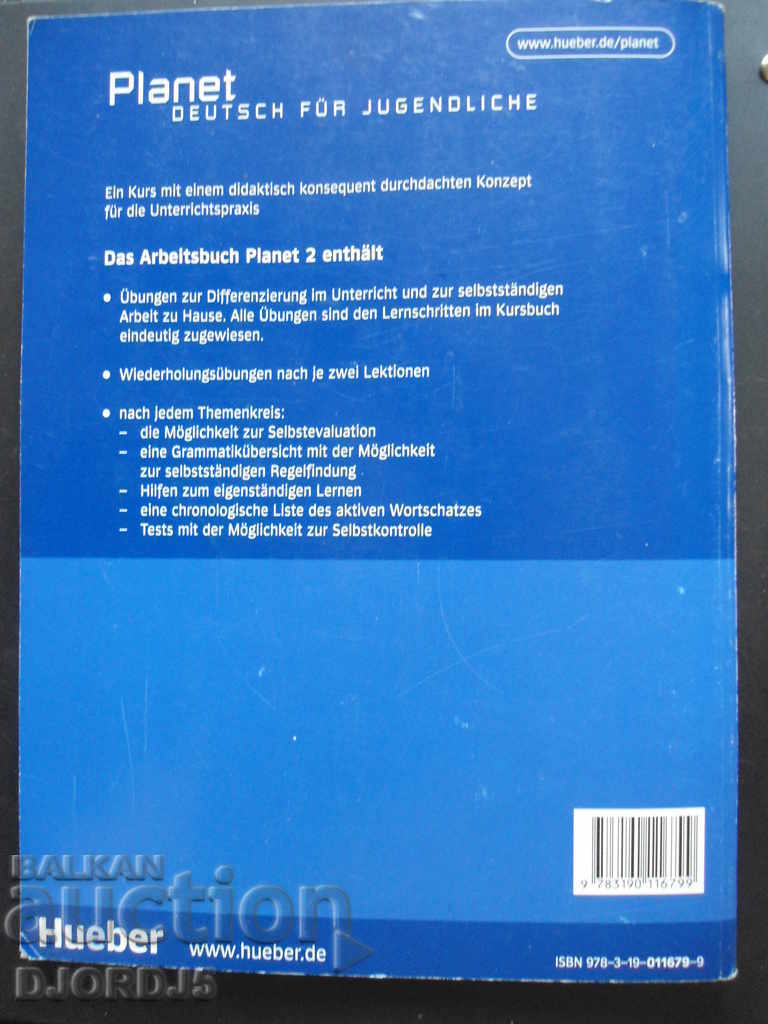 www.hueber.de/planet
Planet
DEUTSCH FÜR JUGENDLICHE
Ein Kurs mit einem didaktisch konsequent durchdachten Konzept
für die Unterrichtspraxis
Das Arbeitsbuch Planet 2 enthält
• Übungen zur Differenzierung im Unterricht und zur selbstständigen
Arbeit zu Hause. Alle Übungen sind den Lernschritten im Kursbuch
eindeutig zugewiesen.
• Wiederholungsübungen nach je zwei Lektionen
• nach jedem Themenkreis:
– die Möglichkeit zur Selbstevaluation
– eine Grammatikübersicht mit der Möglichkeit
zur selbstständigen Regelfindung
– Hilfen zum eigenständigen Lernen
– eine chronologische Liste des aktiven Wortschatzes
– Tests mit der Möglichkeit zur Selbstkontrolle
9 783190 116799
BALKAN
auction
Hueber
www.hueber.de
ISBN 978-3-19-011679-9
DJORDJ5